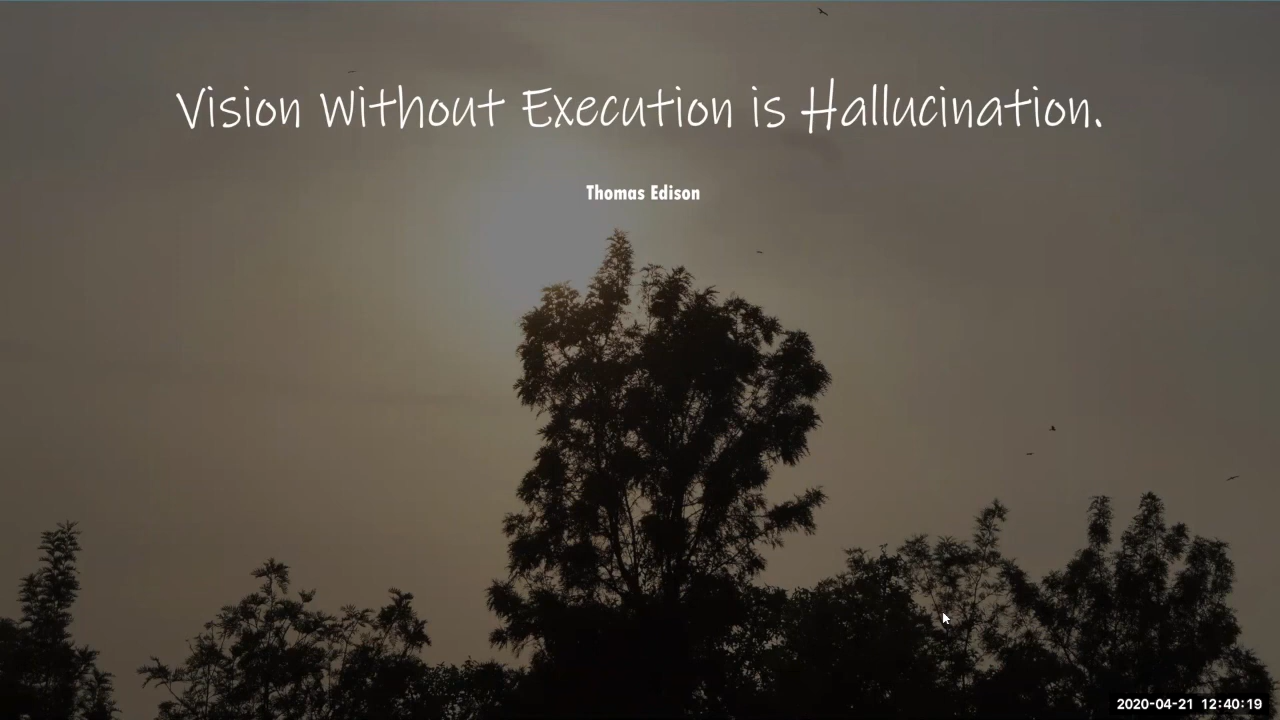 Vision Without Execution is Hallucination.
Thomas Edison
2020-04-21 12:40:19